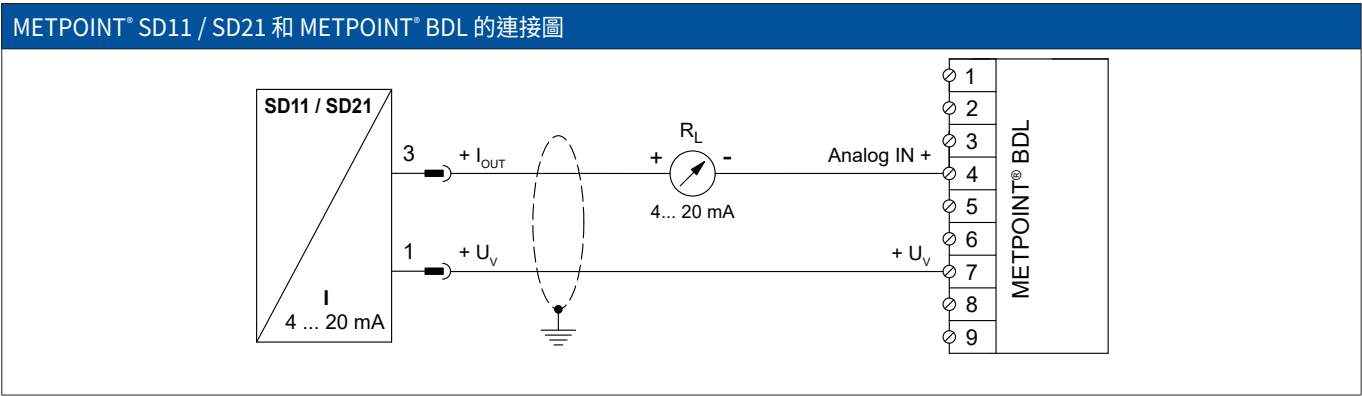 METPOINT® SD11 / SD21 和 METPOINT® BDL 的連接圖
SD11 / SD21
I
4 ... 20 mA
3
+ I_OUT
1
+ U_V
R_L
+
-
4... 20 mA
Analog IN +
+ U_V
1
2
3
4
5
6
7
8
9
METPOINT® BDL